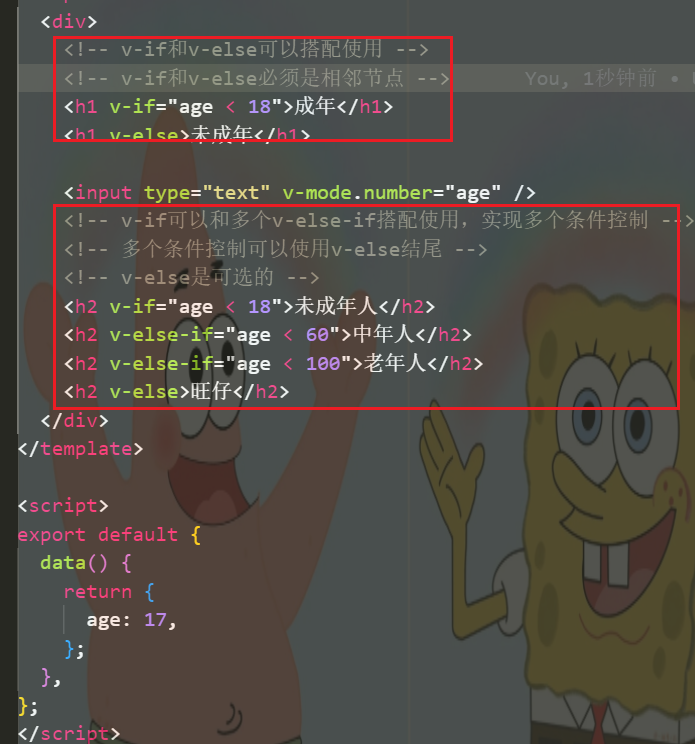 <div>
<!-- v-if和v-else可以搭配使用 -->
<!-- v-if和v-else必须是相邻节点 --> You, 1秒钟前 •
<h1 v-if="age < 18">成年</h1>
<h1 v-else>未成年</h1>
<input type="text" v-mode.number="age" />
<!-- v-if可以和多个v-else-if搭配使用，实现多个条件控制 -->
<!-- 多个条件控制可以使用v-else结尾 -->
<!-- v-else是可选的 -->
<h2 v-if="age < 18">未成年人</h2>
<h2 v-else-if="age < 60">中年人</h2>
<h2 v-else-if="age < 100">老年人</h2>
<h2 v-else>旺仔</h2>
</div>
</template>
<script>
export default {
data() {
return {
age: 17,
};
},
};
</script>